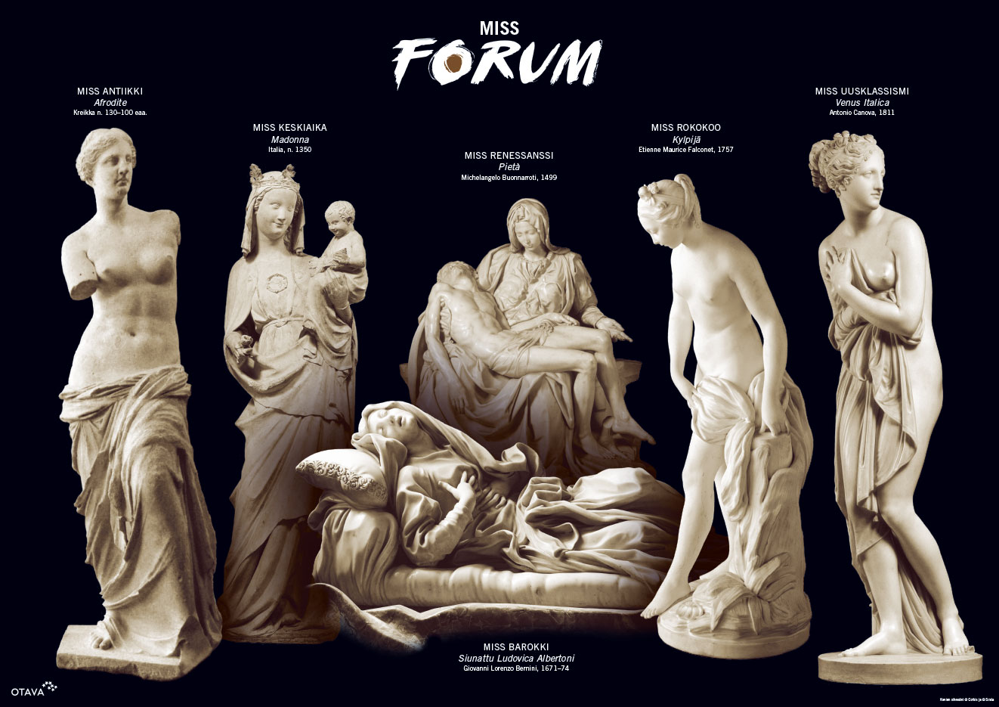 MISS
FORUM
MISS ANTIIKKI
Afrodite
Kreikka n. 130–100 eaa.
MISS KESKIAIKA
Madonna
Italia, n. 1350
MISS RENESSANSSI
Pietà
Michelangelo Buonnarroti, 1499
MISS ROKOKOO
Kylpijä
Etienne Maurice Falconet, 1757
MISS UUSKLASSISMI
Venus Italica
Antonio Canova, 1811
MISS BAROKKI
Siunattu Ludovica Albertoni
Giovanni Lorenzo Bernini, 1671–74
OTAVA
Kuvien oikeudet © Corbis ja © Scala